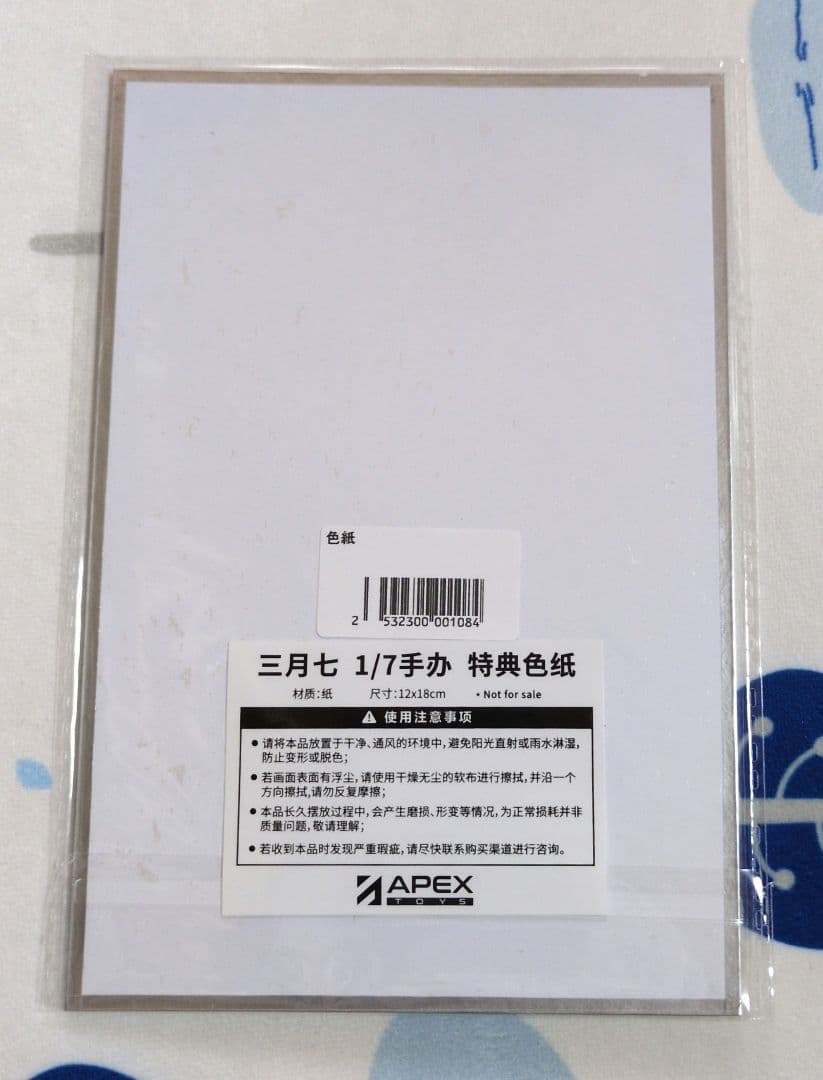 色紙
2 532300 001084
三月七 1/7手办 特典色纸
材质:纸 尺寸:12x18cm •Not for sale
使用注意事项
●请将本品放置于干净、通风的环境中,避免阳光直射或雨水淋湿,
防止变形或脱色;
●若画面表面有浮尘,请使用干燥无尘的软布进行擦拭,并沿一个
方向擦拭,请勿反复摩擦;
●本品长久摆放过程中,会产生磨损、形变等情况,为正常损耗并非
质量问题,敬请理解;
●若收到本品时发现严重瑕疵,请尽快联系购买渠道进行咨询。
APEX
TOYS